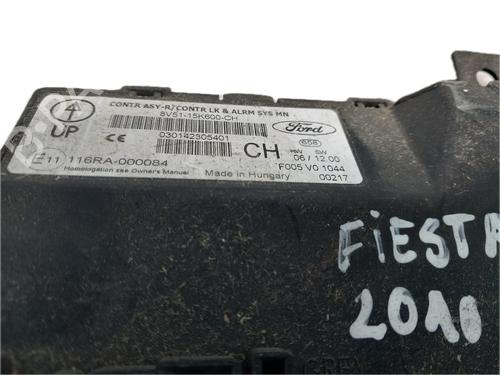 CONTR ASY-R/CONTR LK & ALRM SYS MN
8V51-15K600-CH
UP
CE
030142305401
Ford
CH
658
HW SW
06 / 12.00
E11 116RA-000084
F005 V0 1044
Homologation see Owner's Manual
Made in Hungary
00217
FiESTA
2010